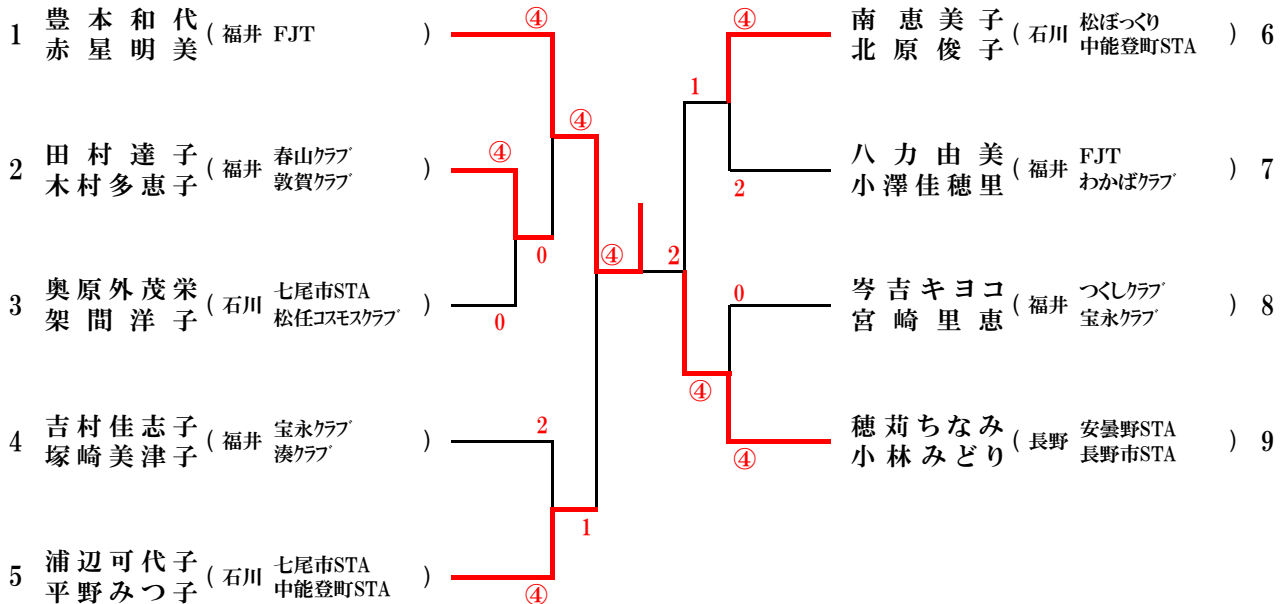 1 豊本和代 赤星明美 ( 福井 FJT )
2 田村達子 木村多恵子 ( 福井 春山クラブ 敦賀クラブ )
3 奥原外茂栄 架間洋子 ( 石川 七尾市STA 松任コスモスクラブ )
4 吉村佳志子 塚崎美津子 ( 福井 宝永クラブ 湊クラブ )
5 浦辺可代子 平野みつ子 ( 石川 七尾市STA 中能登町STA )
④
④
④
0
0
④
2
1
④
2
1
④
2
0
④
④
南恵美子 北原俊子 ( 石川 松ぼっくり 中能登町STA ) 6
八力由美 小澤佳穂里 ( 福井 FJT わかばクラブ ) 7
岑吉キヨコ 宮崎里恵 ( 福井 つくしクラブ 宝永クラブ ) 8
穂苅ちなみ 小林みどり ( 長野 安曇野STA 長野市STA ) 9